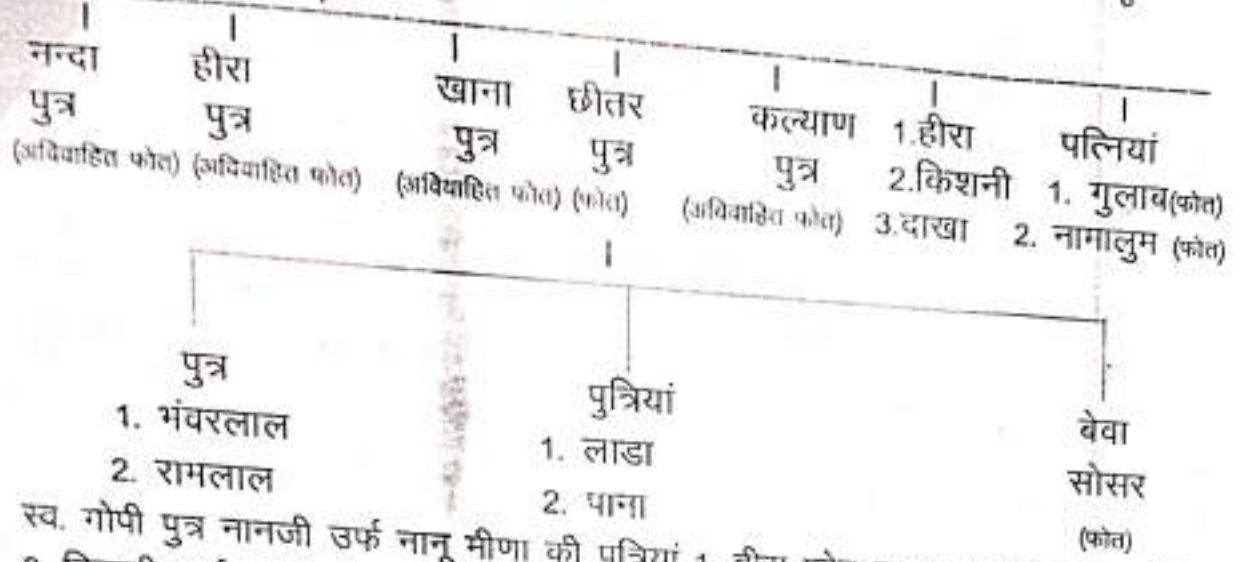 नन्दा हीरा खाना छीतर कल्याण 1.हीरा पत्नियां
पुत्र पुत्र पुत्र पुत्र पुत्र 2.किशनी 1. गुलाब(फोत)
(अविवाहित फोत) (अविवाहित फोत) (अविवाहित फोत) (फोत) (अविवाहित फोत) 3.दाखा 2. नामालुम (फोत)
पुत्र पुत्रियां बेवा
1. भंवरलाल 1. लाडा सोसर
2. रामलाल 2. पाना (फोत)
स्व. गोपी पुत्र नानजी उर्फ नानू मीणा की पुत्रियां 1. हीरा